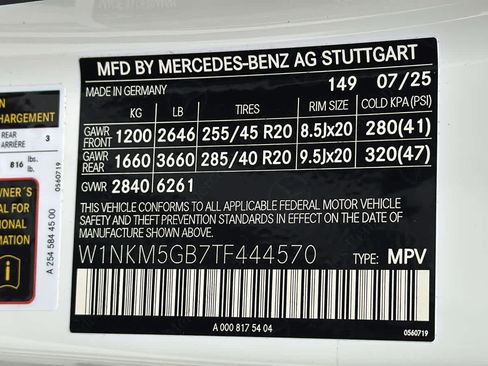 MFD BY MERCEDES-BENZ AG STUTTGART
MADE IN GERMANY 149 07/25
KG LB TIRES RIM SIZE COLD KPA(PSI)
GAWR FRONT 1200 2646 255/45 R20 8.5Jx20 280(41)
GAWR REAR 1660 3660 285/40 R20 9.5Jx20 320(47)
GVWR 2840 6261
THIS VEHICLE CONFORMS TO ALL APPLICABLE FEDERAL MOTOR VEHICLE
SAFETY AND THEFT PREVENTION STANDARDS IN EFFECT ON THE DATE OF
MANUFACTURE SHOWN ABOVE.
W1NKM5GB7TF444570 TYPE: MPV
A 000 817 54 04
0560719
CHARGEMENT
REAR 3
ARRIÈRE
816 lbs.
lb.
0560719
A 254 584 45 00